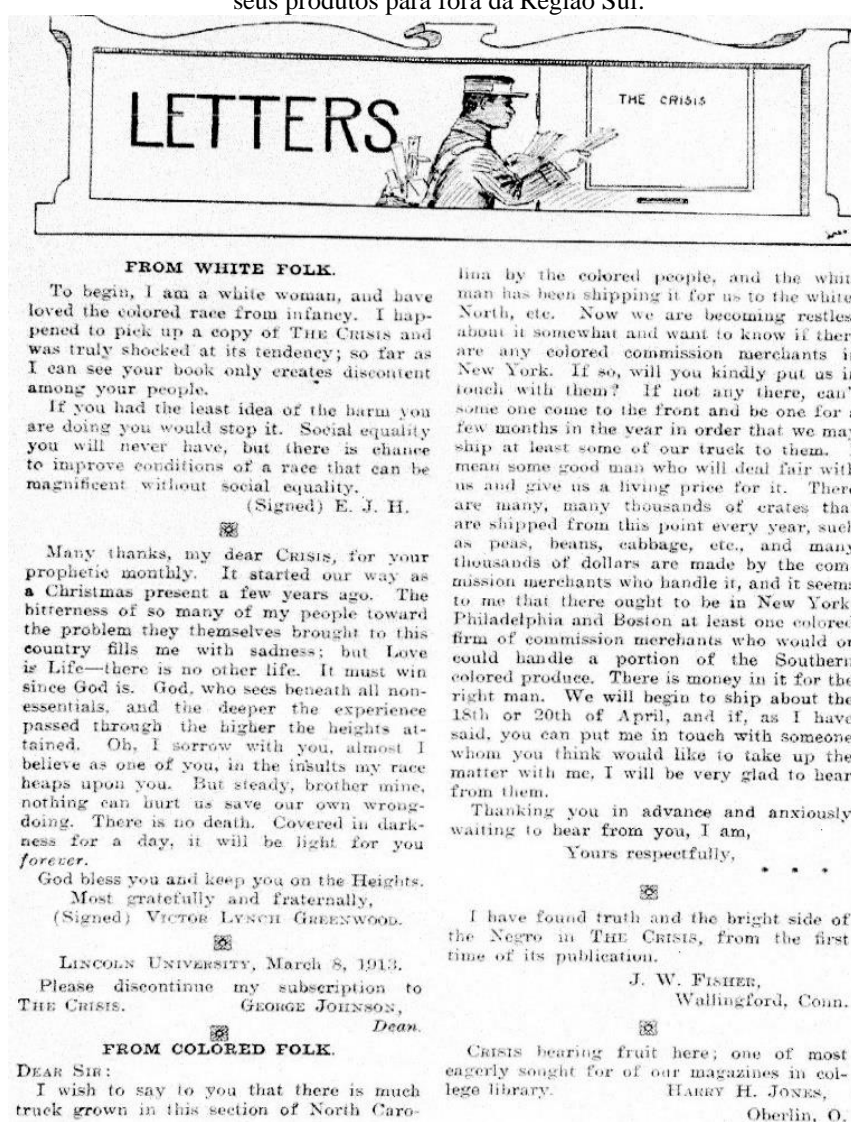 seus produtos para fora da Região Sul.
LETTERS
THE CRISIS
FROM WHITE FOLK.
To begin, I am a white woman, and have
loved the colored race from infancy. I hap-
pened to pick up a copy of THE CRISIS and
was truly shocked at its tendency; so far as
I can see your book only creates discontent
among your people.
If you had the least idea of the harm you
are doing you would stop it. Social equality
you will never have, but there is chance
to improve conditions of a race that can be
magnificent without social equality.
(Signed) E. J. H.
Many thanks, my dear CRISIS, for your
prophetic monthly. It started our way as
a Christmas present a few years ago. The
bitterness of so many of my people toward
the problem they themselves brought to this
country fills me with sadness; but Love
is Life—there is no other life. It must win
since God is. God, who sees beneath all non-
essentials, and the deeper the experience
passed through the higher the heights at-
tained. Oh, I sorrow with you, almost I
believe as one of you, in the insults my race
heaps upon you. But steady, brother mine,
nothing can hurt us save our own wrong-
doing. There is no death. Covered in dark-
ness for a day, it will be light for you
forever.
God bless you and keep you on the Heights.
Most gratefully and fraternally,
(Signed) VICTOR LYNCH GREENWOOD.
LINCOLN UNIVERSITY, March 8, 1913.
Please discontinue my subscription to
THE CRISIS. GEORGE JOHNSON,
Dean.
FROM COLORED FOLK.
DEAR SIR:
I wish to say to you that there is much
truck grown in this section of North Caro-
lina by the colored people, and the whit
man has been shipping it for us to the white
North, etc. Now we are becoming restles
about it somewhat and want to know if ther
are any colored commission merchants i
New York. If so, will you kindly put us i
touch with them? If not any there, can'
some one come to the front and be one for
few months in the year in order that we may
ship at least some of our truck to them.
mean some good man who will deal fair with
us and give us a living price for it. There
are many, many thousands of crates tha
are shipped from this point every year, such
as peas, beans, cabbage, etc., and many
thousands of dollars are made by the com
mission merchants who handle it, and it seems
to me that there ought to be in New York
Philadelphia and Boston at least one colored
firm of commission merchants who would or
could handle a portion of the Southern
colored produce. There is money in it for the
right man. We will begin to ship about the
18th or 20th of April, and if, as I have
said, you can put me in touch with someone
whom you think would like to take up the
matter with me, I will be very glad to hear
from them.
Thanking you in advance and anxiously
waiting to hear from you, I am,
Yours respectfully,
* * *
I have found truth and the bright side of
the Negro in THE CRISIS, from the first
time of its publication.
J. W. FISHER,
Wallingford, Conn.
CRISIS bearing fruit here; one of most
eagerly sought for of our magazines in col-
lege library. HARRY H. JONES,
Oberlin, O.